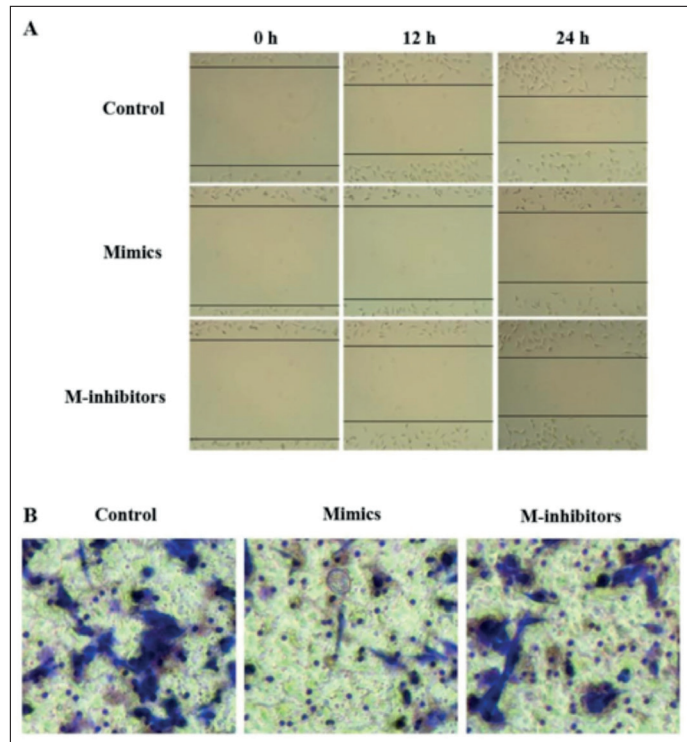 A
0 h 12 h 24 h
Control
Mimics
M-inhibitors
B
Control Mimics M-inhibitors